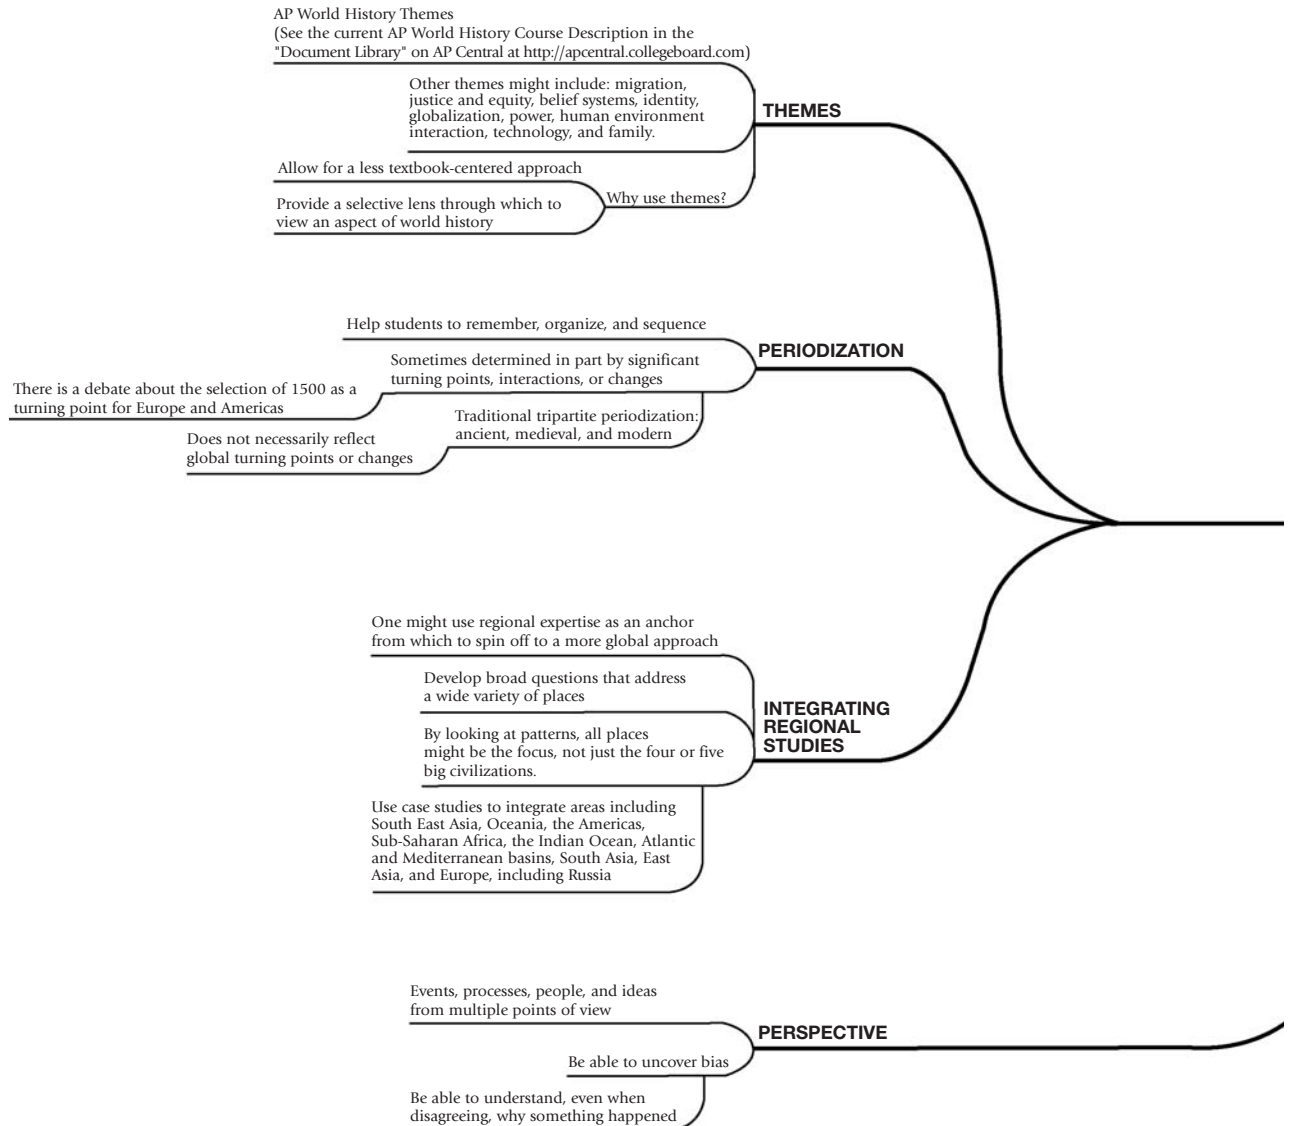 AP World History Themes
(See the current AP World History Course Description in the
"Document Library" on AP Central at http://apcentral.collegeboard.com)
Other themes might include: migration,
justice and equity, belief systems, identity,
globalization, power, human environment
interaction, technology, and family.
THEMES
Allow for a less textbook-centered approach
Provide a selective lens through which to
view an aspect of world history
Why use themes?
Help students to remember, organize, and sequence
PERIODIZATION
Sometimes determined in part by significant
turning points, interactions, or changes
There is a debate about the selection of 1500 as a
turning point for Europe and Americas
Traditional tripartite periodization:
ancient, medieval, and modern
Does not necessarily reflect
global turning points or changes
One might use regional expertise as an anchor
from which to spin off to a more global approach
Develop broad questions that address
a wide variety of places
INTEGRATING
REGIONAL
STUDIES
By looking at patterns, all places
might be the focus, not just the four or five
big civilizations.
Use case studies to integrate areas including
South East Asia, Oceania, the Americas,
Sub-Saharan Africa, the Indian Ocean, Atlantic
and Mediterranean basins, South Asia, East
Asia, and Europe, including Russia
Events, processes, people, and ideas
from multiple points of view
PERSPECTIVE
Be able to uncover bias
Be able to understand, even when
disagreeing, why something happened